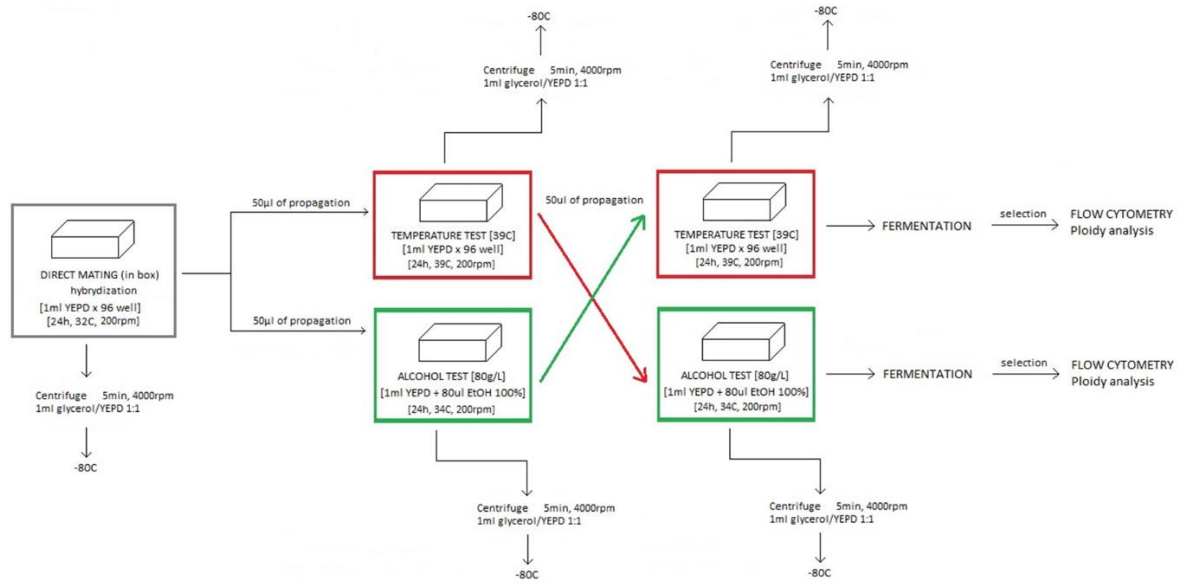 -80C
Centrifuge 5min, 4000rpm
1ml glycerol/YEPD 1:1
-80C
Centrifuge 5min, 4000rpm
1ml glycerol/YEPD 1:1
DIRECT MATING (in box)
hybrydization
[1ml YEPD x 96 well]
[24h, 32C, 200rpm]
Centrifuge 5min, 4000rpm
1ml glycerol/YEPD 1:1
-80C
50µl of propagation
50µl of propagation
TEMPERATURE TEST [39C]
[1ml YEPD x 96 well]
[24h, 39C, 200rpm]
ALCOHOL TEST [80g/L]
[1ml YEPD + 80ul EtOH 100%]
[24h, 34C, 200rpm]
50ul of propagation
TEMPERATURE TEST [39C]
[1ml YEPD x 96 well]
[24h, 39C, 200rpm]
FERMENTATION
selection
FLOW CYTOMETRY
Ploidy analysis
ALCOHOL TEST [80g/L]
[1ml YEPD + 80ul EtOH 100%]
[24h, 34C, 200rpm]
FERMENTATION
selection
FLOW CYTOMETRY
Ploidy analysis
Centrifuge 5min, 4000rpm
1ml glycerol/YEPD 1:1
-80C
Centrifuge 5min, 4000rpm
1ml glycerol/YEPD 1:1
-80C